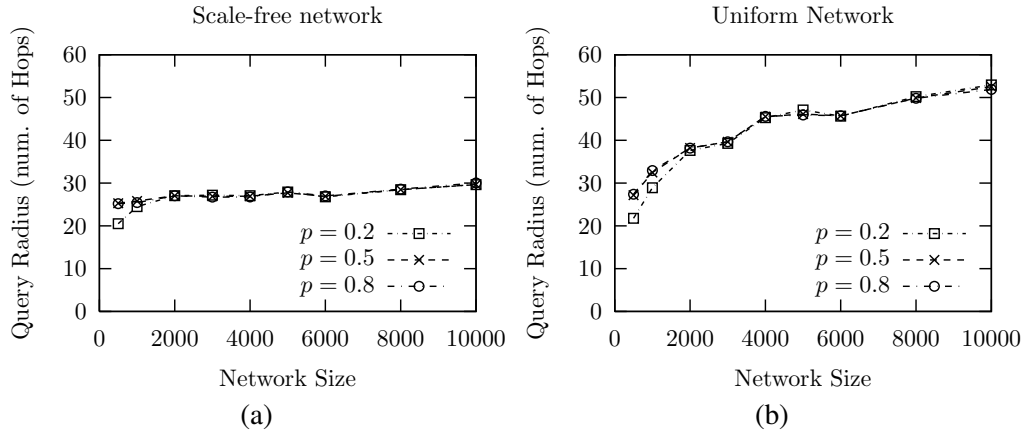 Scale-free network
Query Radius (num. of Hops)
60
50
40
30
20
10
0
p = 0.2
p = 0.5
p = 0.8
0 2000 4000 6000 8000 10000
Network Size
(a)
Uniform Network
Query Radius (num. of Hops)
60
50
40
30
20
10
0
p = 0.2
p = 0.5
p = 0.8
0 2000 4000 6000 8000 10000
Network Size
(b)